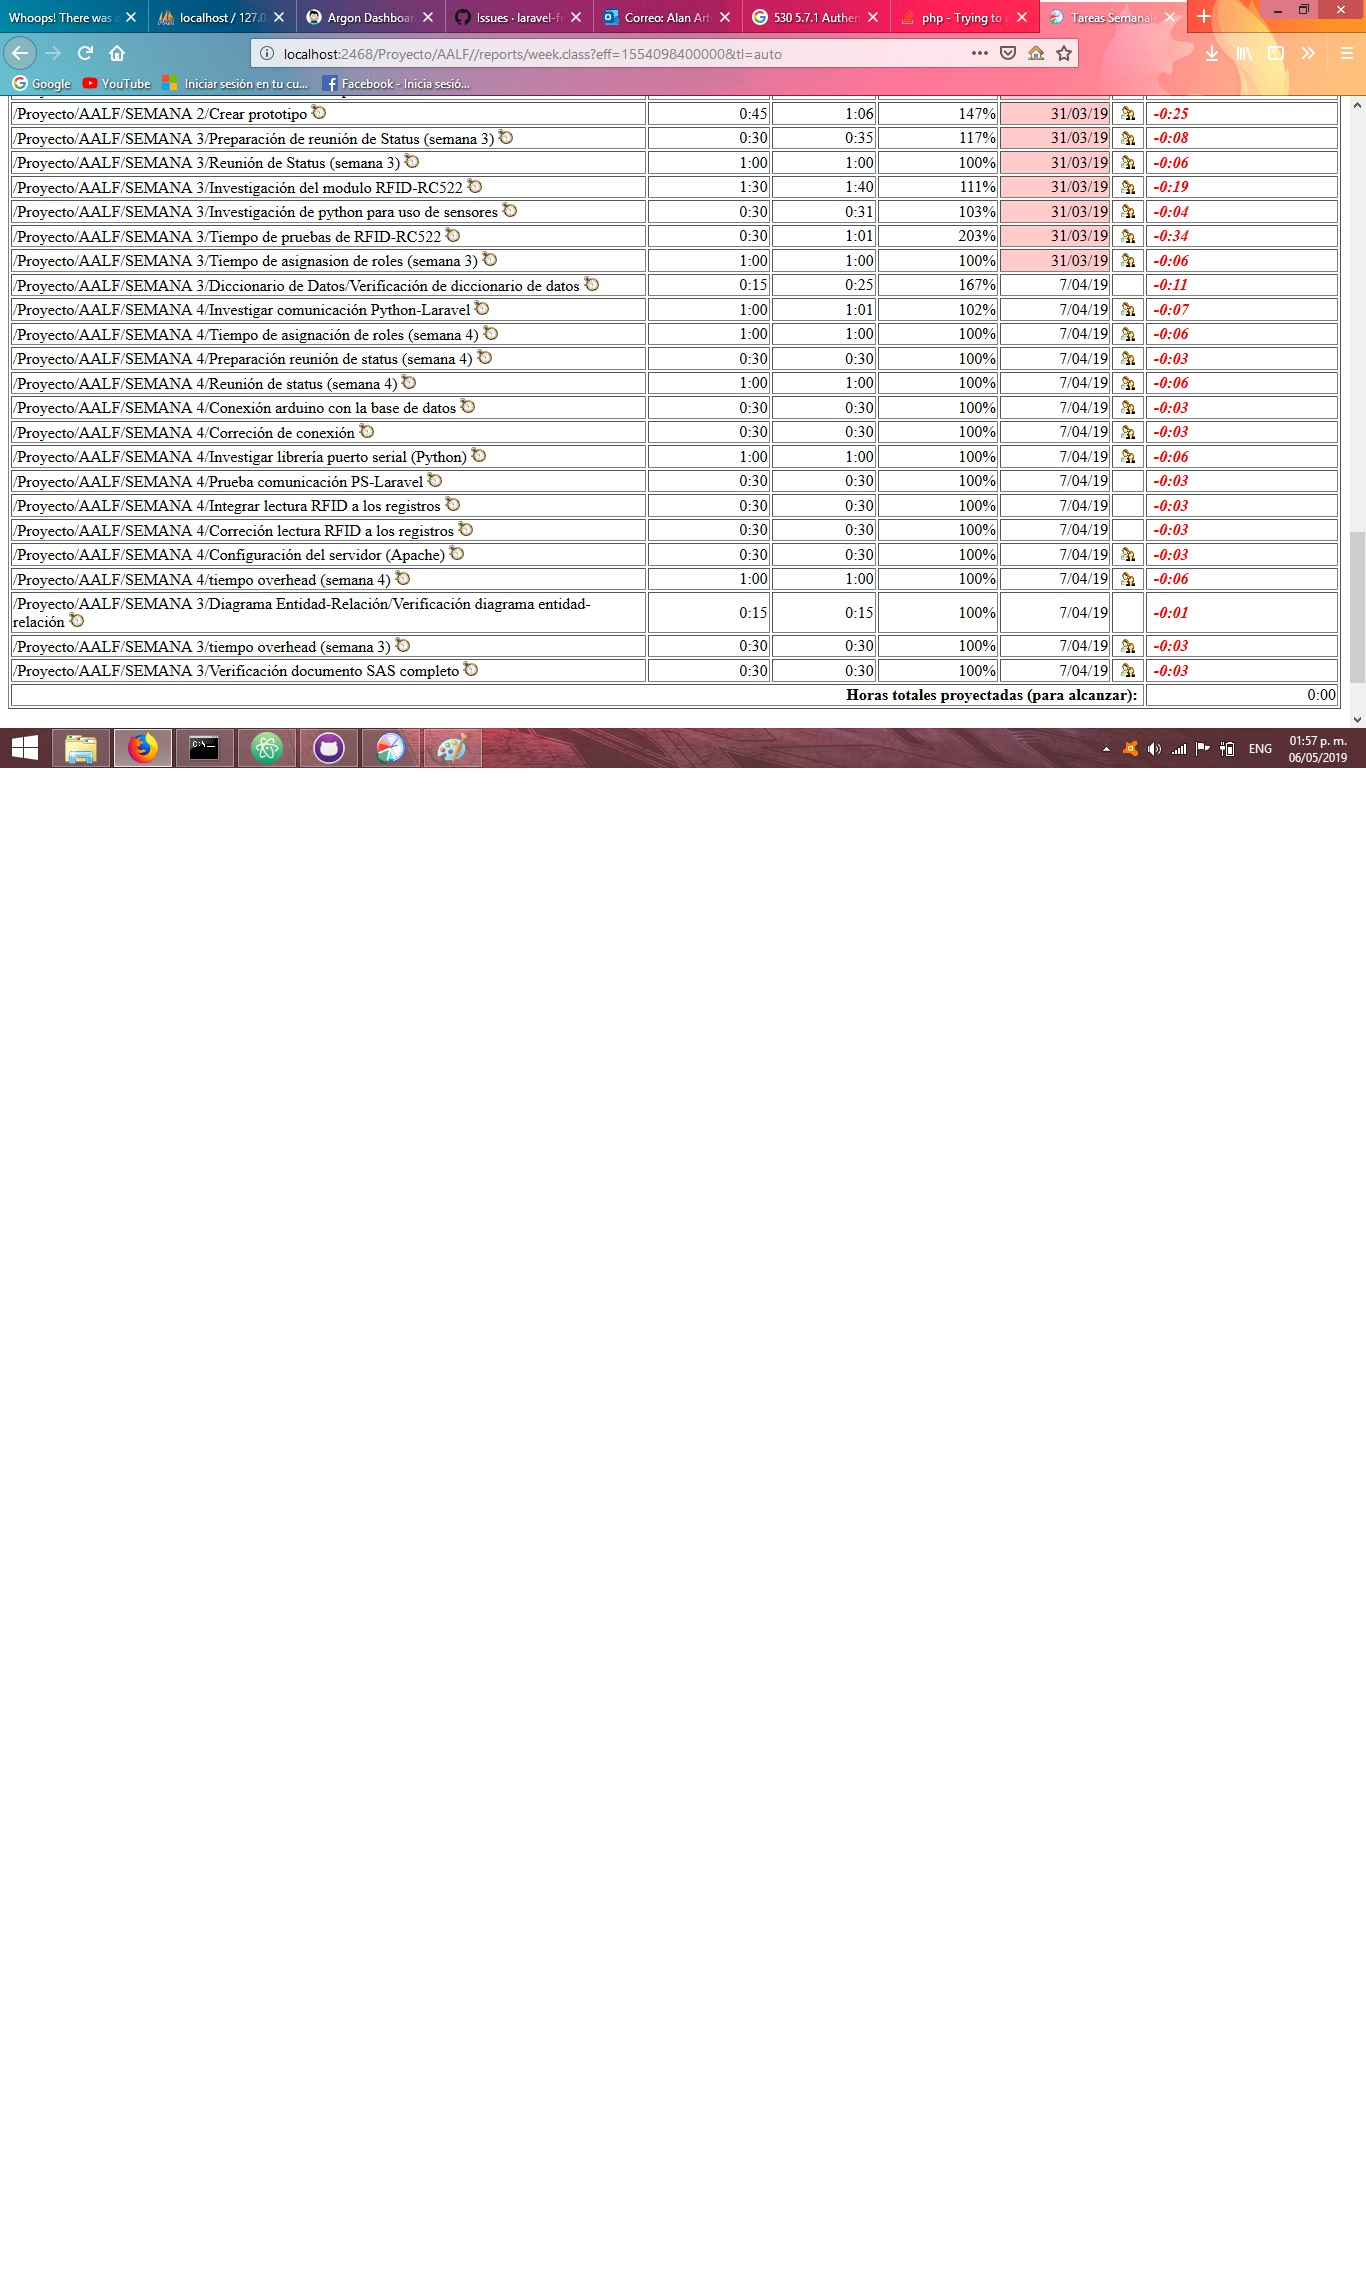 Whoops! There was a
localhost / 127.0
Argon Dashboar
Issues · laravel-fr
Correo: Alan Artu
530 5.7.1 Authen
php - Trying to g
Tareas Semanale
localhost:2468/Proyecto/AALF//reports/week.class?eff=1554098400000&tl=auto
Google YouTube Iniciar sesión en tu cu... Facebook - Inicia sesió...
/Proyecto/AALF/SEMANA 2/Crear prototipo 0:45 1:06 147% 31/03/19 -0:25
/Proyecto/AALF/SEMANA 3/Preparación de reunión de Status (semana 3) 0:30 0:35 117% 31/03/19 -0:08
/Proyecto/AALF/SEMANA 3/Reunión de Status (semana 3) 1:00 1:00 100% 31/03/19 -0:06
/Proyecto/AALF/SEMANA 3/Investigación del modulo RFID-RC522 1:30 1:40 111% 31/03/19 -0:19
/Proyecto/AALF/SEMANA 3/Investigación de python para uso de sensores 0:30 0:31 103% 31/03/19 -0:04
/Proyecto/AALF/SEMANA 3/Tiempo de pruebas de RFID-RC522 0:30 1:01 203% 31/03/19 -0:34
/Proyecto/AALF/SEMANA 3/Tiempo de asignasion de roles (semana 3) 1:00 1:00 100% 31/03/19 -0:06
/Proyecto/AALF/SEMANA 3/Diccionario de Datos/Verificación de diccionario de datos 0:15 0:25 167% 7/04/19 -0:11
/Proyecto/AALF/SEMANA 4/Investigar comunicación Python-Laravel 1:00 1:01 102% 7/04/19 -0:07
/Proyecto/AALF/SEMANA 4/Tiempo de asignación de roles (semana 4) 1:00 1:00 100% 7/04/19 -0:06
/Proyecto/AALF/SEMANA 4/Preparación reunión de status (semana 4) 0:30 0:30 100% 7/04/19 -0:03
/Proyecto/AALF/SEMANA 4/Reunión de status (semana 4) 1:00 1:00 100% 7/04/19 -0:06
/Proyecto/AALF/SEMANA 4/Conexión arduino con la base de datos 0:30 0:30 100% 7/04/19 -0:03
/Proyecto/AALF/SEMANA 4/Correción de conexión 0:30 0:30 100% 7/04/19 -0:03
/Proyecto/AALF/SEMANA 4/Investigar librería puerto serial (Python) 1:00 1:00 100% 7/04/19 -0:06
/Proyecto/AALF/SEMANA 4/Prueba comunicación PS-Laravel 0:30 0:30 100% 7/04/19 -0:03
/Proyecto/AALF/SEMANA 4/Integrar lectura RFID a los registros 0:30 0:30 100% 7/04/19 -0:03
/Proyecto/AALF/SEMANA 4/Correción lectura RFID a los registros 0:30 0:30 100% 7/04/19 -0:03
/Proyecto/AALF/SEMANA 4/Configuración del servidor (Apache) 0:30 0:30 100% 7/04/19 -0:03
/Proyecto/AALF/SEMANA 4/tiempo overhead (semana 4) 1:00 1:00 100% 7/04/19 -0:06
/Proyecto/AALF/SEMANA 3/Diagrama Entidad-Relación/Verificación diagrama entidad-
relación 0:15 0:15 100% 7/04/19 -0:01
/Proyecto/AALF/SEMANA 3/tiempo overhead (semana 3) 0:30 0:30 100% 7/04/19 -0:03
/Proyecto/AALF/SEMANA 3/Verificación documento SAS completo 0:30 0:30 100% 7/04/19 -0:03
Horas totales proyectadas (para alcanzar): 0:00
ENG
01:57 p. m.
06/05/2019